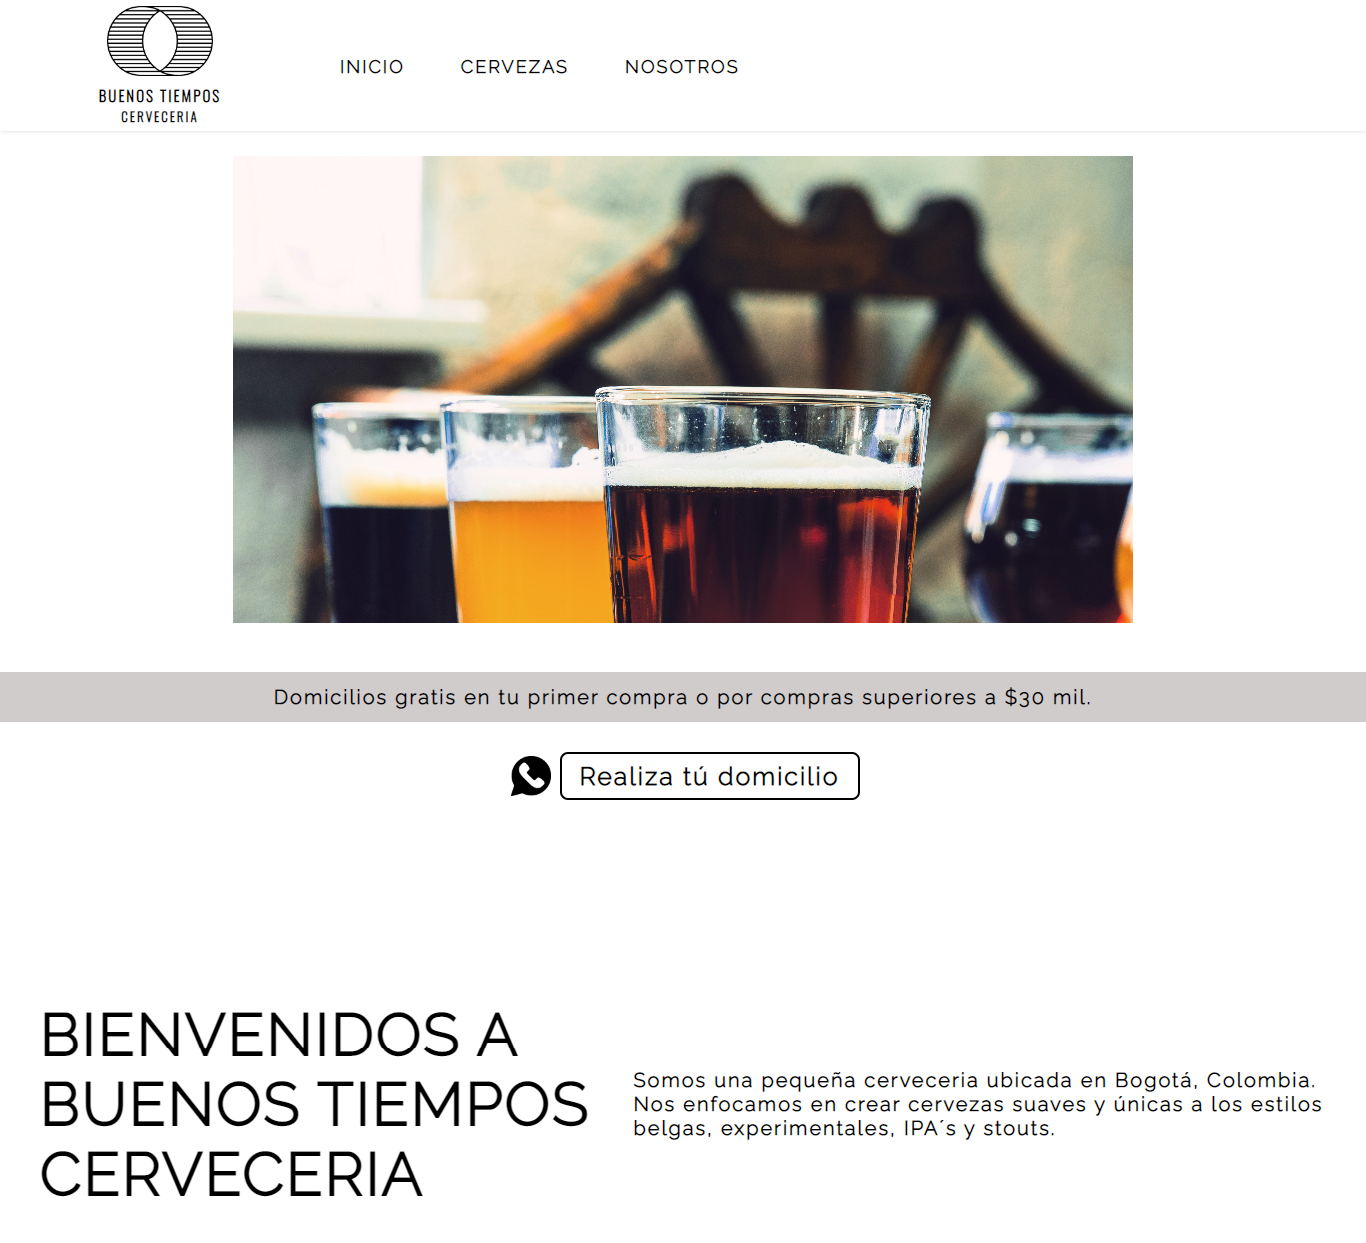 BUENOS TIEMPOS
CERVECERIA
INICIO CERVEZAS NOSOTROS
Domicilios gratis en tu primer compra o por compras superiores a $30 mil.
Realiza tú domicilio
BIENVENIDOS A
BUENOS TIEMPOS
CERVECERIA
Somos una pequeña cerveceria ubicada en Bogotá, Colombia.
Nos enfocamos en crear cervezas suaves y únicas a los estilos
belgas, experimentales, IPA´s y stouts.